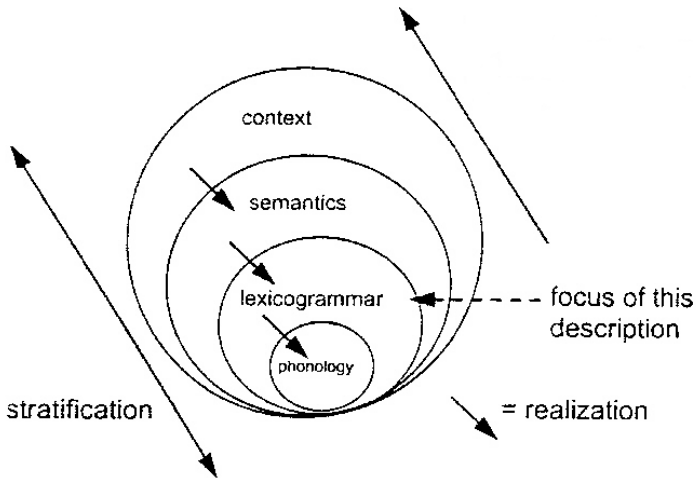 context
semantics
lexicogrammar
focus of this
description
phonology
stratification
= realization